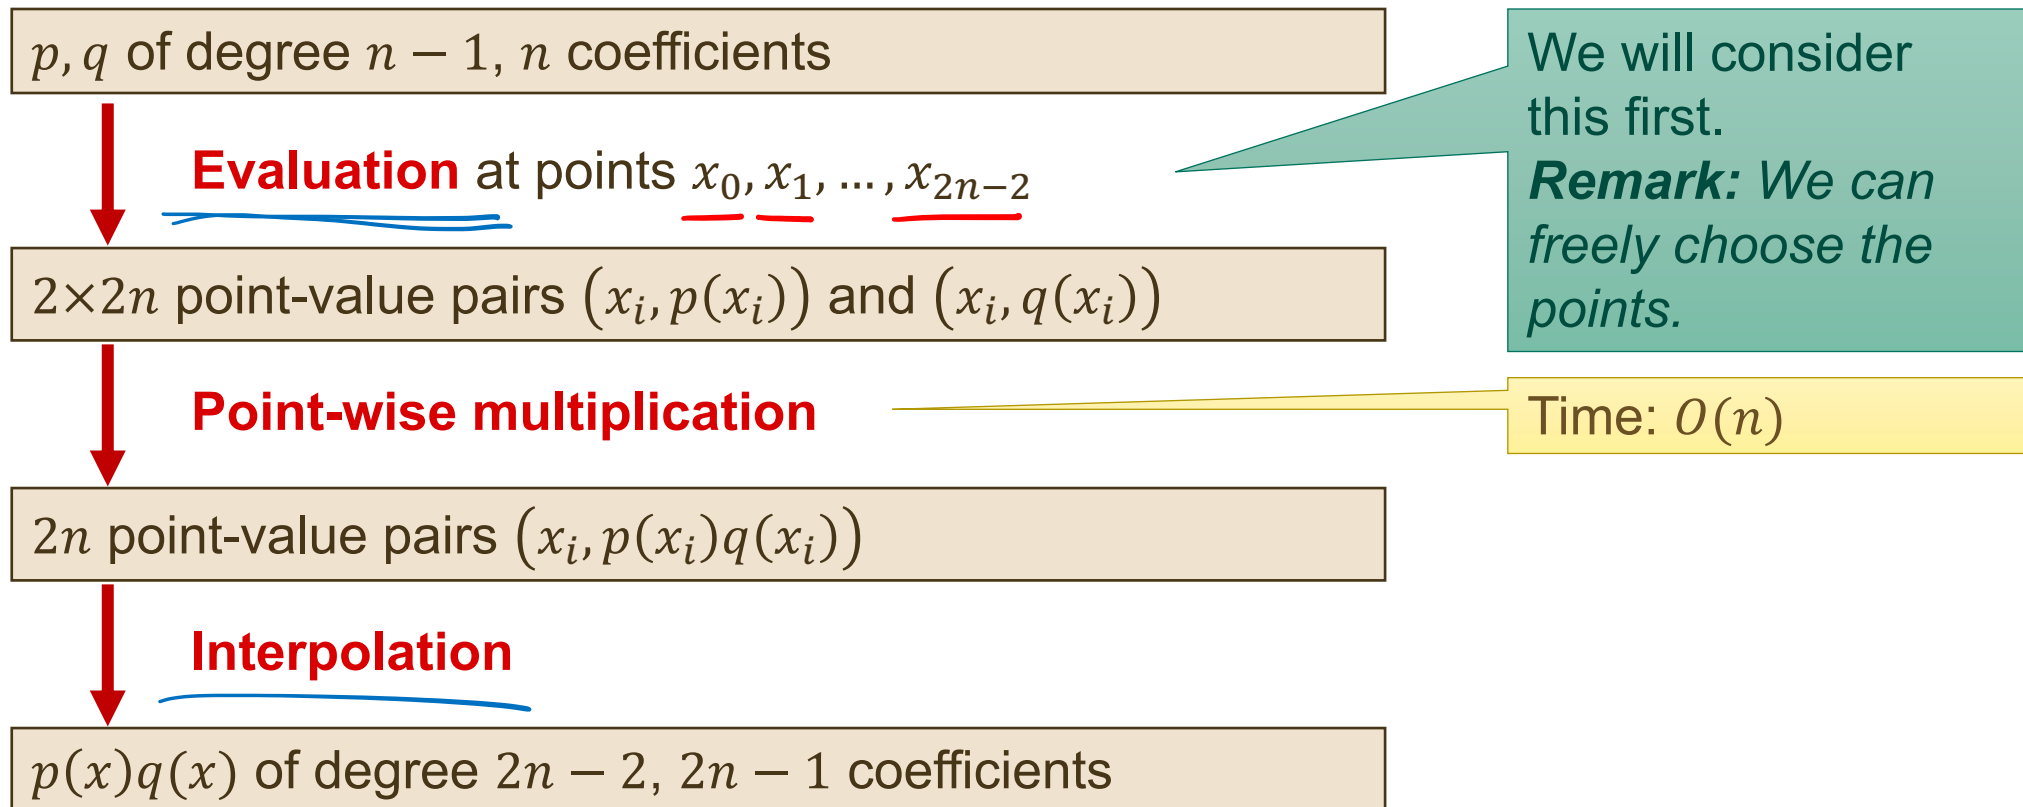 p, q of degree n − 1, n coefficients
We will consider
this first.
Remark: We can
freely choose the
points.
Evaluation at points x₀, x₁, … , x₂ₙ₋₂
2×2n point-value pairs (xᵢ, p(xᵢ)) and (xᵢ, q(xᵢ))
Point-wise multiplication
Time: O(n)
2n point-value pairs (xᵢ, p(xᵢ)q(xᵢ))
Interpolation
p(x)q(x) of degree 2n − 2, 2n − 1 coefficients